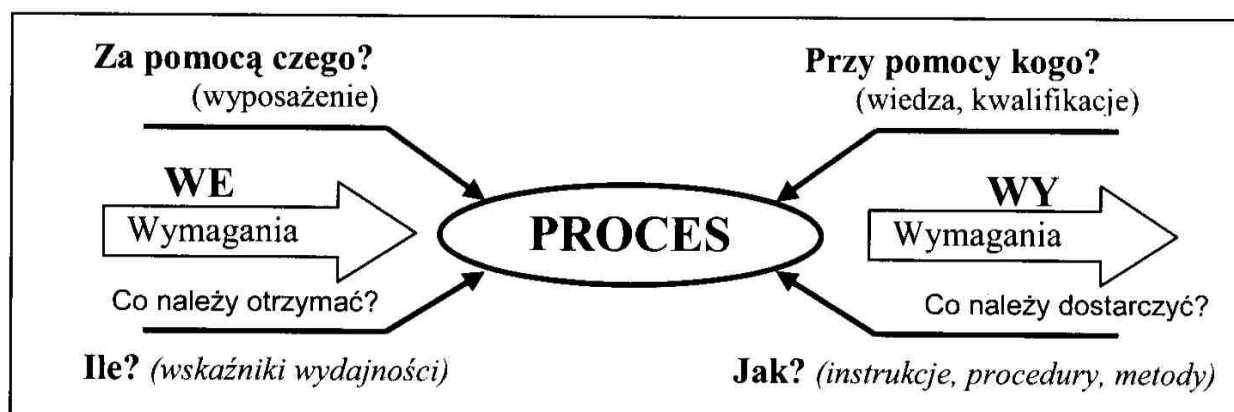 Za pomocą czego?
(wyposażenie)
Przy pomocy kogo?
(wiedza, kwalifikacje)
WE
Wymagania
Co należy otrzymać?
PROCES
WY
Wymagania
Co należy dostarczyć?
Ile? (wskaźniki wydajności)
Jak? (instrukcje, procedury, metody)